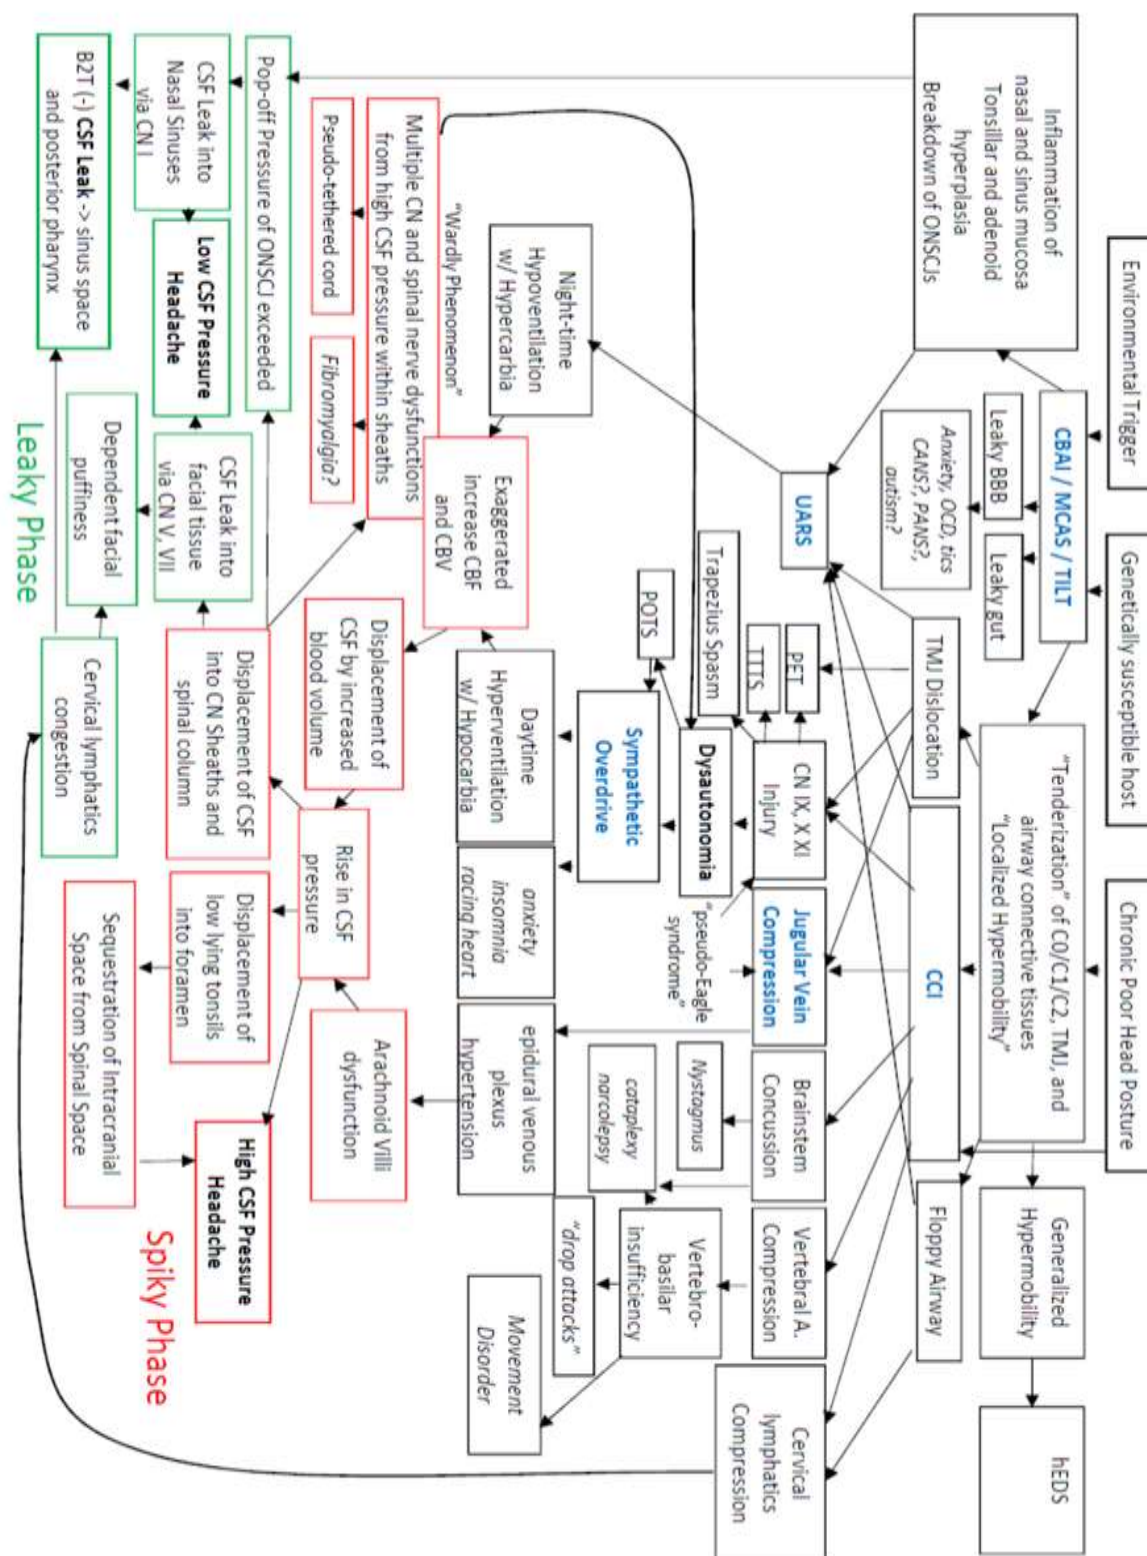 Environmental Trigger
Genetically susceptible host
Chronic Poor Head Posture
Inflammation of
nasal and sinus mucosa
Tonsillar and adenoid
hyperplasia
Breakdown of ONSCJs
CBAI / MCAS / TILT
Leaky BBB
Leaky gut
Anxiety, OCD, tics
CANS?, PANS?,
autism?
"Tenderization" of C0/C1/C2, TMJ, and
airway connective tissues
"Localized Hypermobility"
Generalized
Hypermobility
hEDS
UARS
TMJ Dislocation
CCI
Floppy Airway
PET
TTTS
Trapezius Spasm
CN IX, X XI
Injury
Jugular Vein
Compression
Brainstem
Concussion
Vertebral A.
Compression
Cervical
lymphatics
Compression
"pseudo-Eagle
syndrome"
Nystagmus
cataplexy
narcolepsy
Vertebro-
basilar
insufficiency
"drop attacks"
Movement
Disorder
POTS
Dysautonomia
Sympathetic
Overdrive
Night-time
Hypoventilation
w/ Hypercarbia
Daytime
Hyperventilation
w/ Hypocarbia
anxiety
insomnia
racing heart
epidural venous
plexus
hypertension
"Wardly Phenomenon"
Multiple CN and spinal nerve dysfunctions
from high CSF pressure within sheaths
Exaggerated
increase CBF
and CBV
Pseudo-tethered cord
Fibromyalgia?
Displacement of
CSF by increased
blood volume
Rise in CSF
pressure
Arachnoid Villi
dysfunction
Pop-off Pressure of ONSCJ exceeded
CSF Leak into
Nasal Sinuses
via CN I
Low CSF Pressure
Headache
CSF Leak into
facial tissue
via CN V, VII
Displacement of CSF
into CN Sheaths and
spinal column
Displacement of
low lying tonsils
into foramen
High CSF Pressure
Headache
B2T (-) CSF Leak -> sinus space
and posterior pharynx
Dependent facial
puffiness
Cervical lymphatics
congestion
Sequestration of Intracranial
Space from Spinal Space
Leaky Phase
Spiky Phase